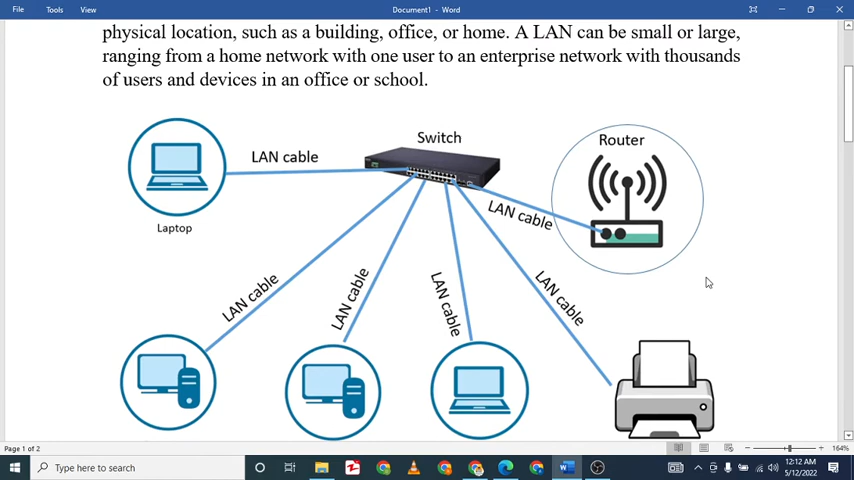 File
Tools
View
Document1 - Word
physical location, such as a building, office, or home. A LAN can be small or large,
ranging from a home network with one user to an enterprise network with thousands
of users and devices in an office or school.
Switch
Router
LAN cable
Laptop
LAN cable
LAN cable
LAN cable
LAN cable
LAN cable
Page 1 of 2
164%
Type here to search
12:12 AM
5/12/2022